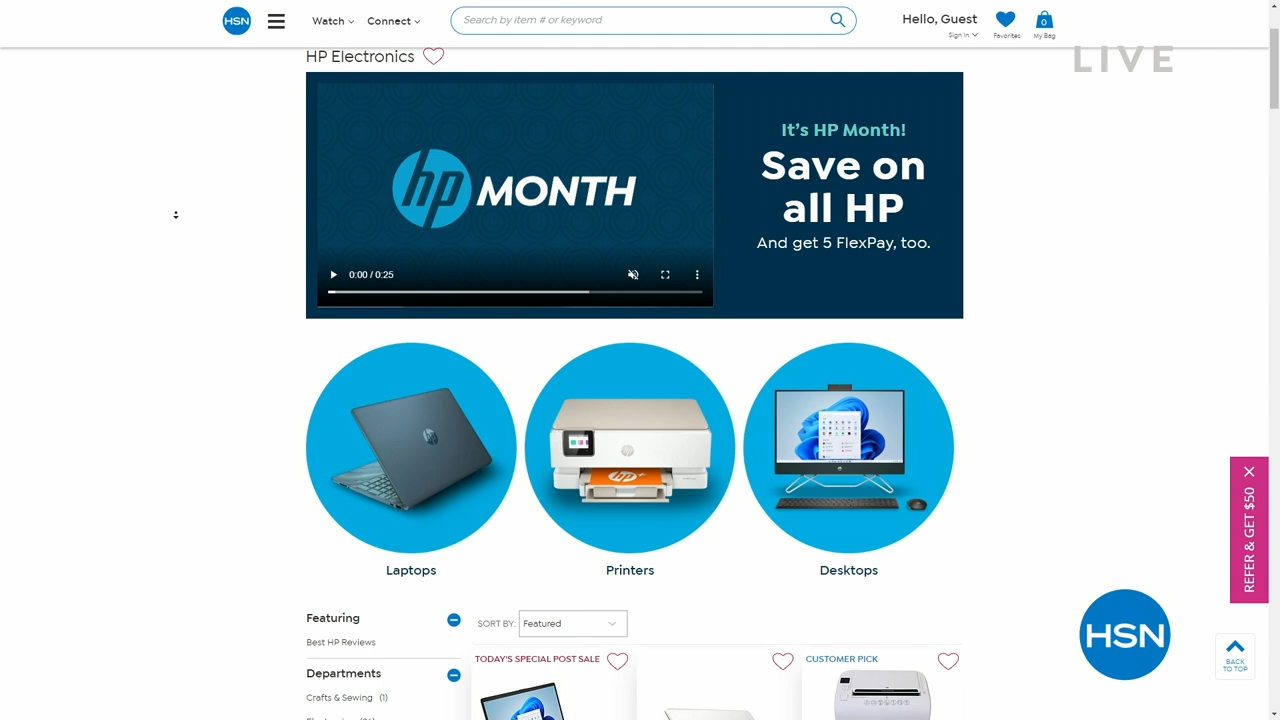 HSN
Watch
Connect
Search by item # or keyword
Hello, Guest
Sign In
Favorites
0
My Bag
HP Electronics
LIVE
hp MONTH
0:00 / 0:25
It's HP Month!
Save on
all HP
And get 5 FlexPay, too.
hp
Laptops
Printers
Desktops
REFER & GET $50
Featuring
Best HP Reviews
SORT BY:
Featured
HSN
BACK
TO TOP
Departments
Crafts & Sewing (1)
TODAY'S SPECIAL POST SALE
CUSTOMER PICK